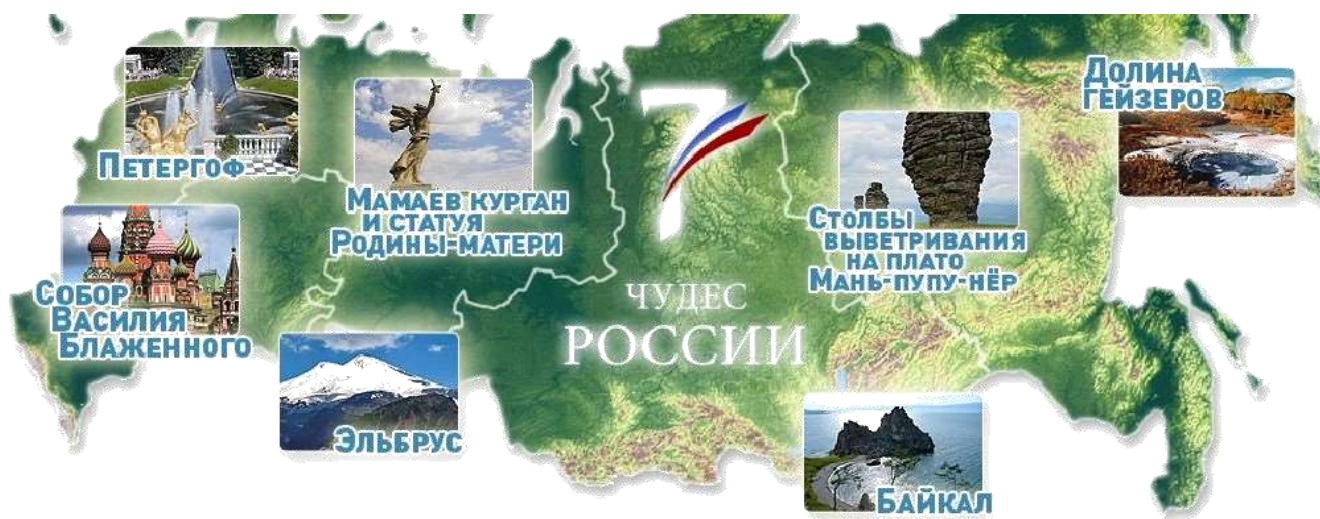 Петергоф
Мамаев курган
и статуя
Родины-матери
7
чудес
России
Столбы
выветривания
на плато
Мань-пупу-нёр
Долина
гейзеров
Собор
Василия
Блаженного
Эльбрус
Байкал